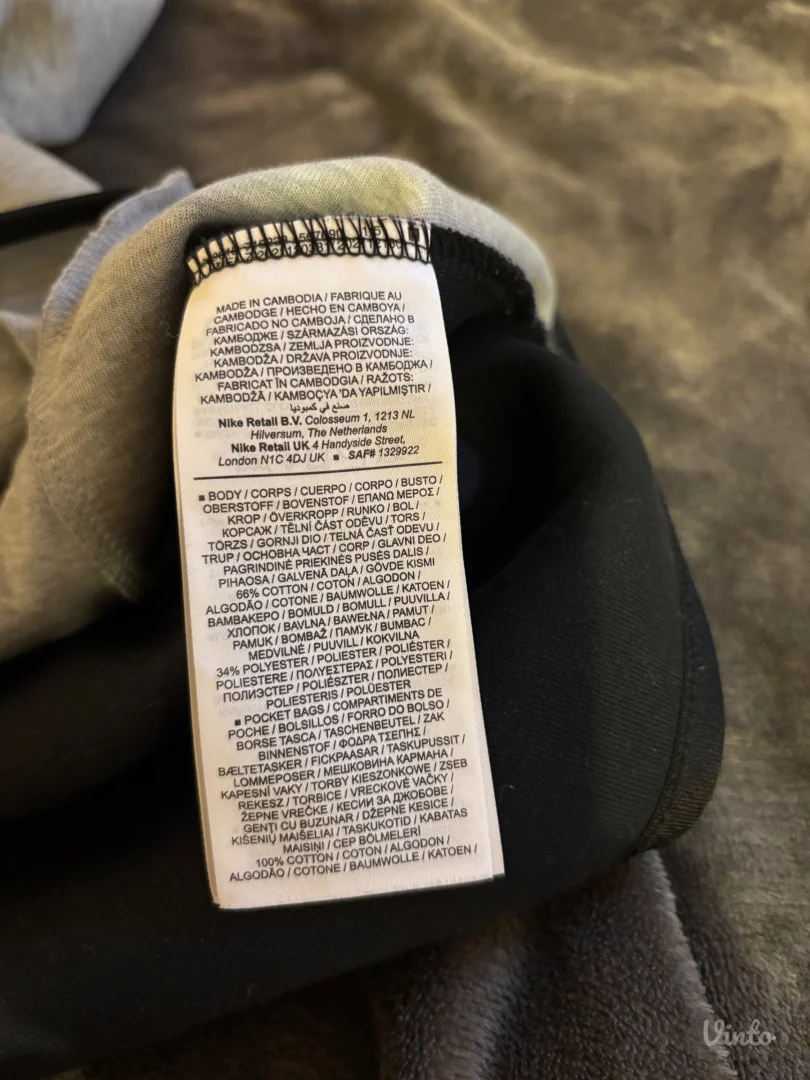 MADE IN CAMBODIA / FABRIQUE AU
CAMBODGE / HECHO EN CAMBOYA /
FABRICADO NO CAMBOJA / СДЕЛАНО В
КАМБОДЖЕ / SZÁRMAZÁSI ORSZÁG:
KAMBODZSA / ZEMLJA PROIZVODNJE:
KAMBODŽA / DRŽAVA PROIZVODNJE:
KAMBODŽA / ПРОИЗВЕДЕНО В КАМБОДЖА /
FABRICAT ÎN CAMBODGIA / RAŽOTS:
KAMBODŽĀ / KAMBOÇYA 'DA YAPILMIŞTIR /
صنع في كمبوديا
Nike Retail B.V. Colosseum 1, 1213 NL
Hilversum, The Netherlands
Nike Retail UK 4 Handyside Street,
London N1C 4DJ UK ■ SAF# 1329922
■ BODY / CORPS / CUERPO / CORPO / BUSTO /
OBERSTOFF / BOVENSTOF / ΕΠΑΝΩ ΜΕΡΟΣ /
KROP / ÖVERKROPP / RUNKO / BOL /
КОРСАЖ / TĚLNÍ ČÁST ODĚVU / TORS /
TÖRZS / GORNJI DIO / TELNÁ ČASŤ ODEVU /
TRUP / ОСНОВНА ЧАСТ / CORP / GLAVNI DEO /
PAGRINDINĖ PRIEKINĖS PUSĖS DALIS /
PIHAOSA / GALVENĀ DAĻA / GÖVDE KISMI
66% COTTON / COTON / ALGODON /
ALGODÃO / COTONE / BAUMWOLLE / KATOEN /
ΒΑΜΒΑΚΕΡΟ / BOMULD / BOMULL / PUUVILLA /
ХЛОПОК / BAVLNA / BAWEŁNA / PAMUT /
PAMUK / BOMBAŽ / ПАМУК / BUMBAC /
MEDVILNĖ / PUUVILL / KOKVILNA
34% POLYESTER / POLIESTER / POLIÉSTER /
POLIESTERE / ΠΟΛΥΕΣΤΕΡΑΣ / POLYESTERI /
ПОЛИЭСТЕР / POLIÉSZTER / ПОЛИЕСТЕР /
POLIESTERIS / POLÜESTER
■ POCKET BAGS / COMPARTIMENTS DE
POCHE / BOLSILLOS / FORRO DO BOLSO /
BORSE TASCA / TASCHENBEUTEL / ZAK
BINNENSTOF / ΦΟΔΡΑ ΤΣΕΠΗΣ /
BÆLTETASKER / FICKPAASAR / TASKUPUSSIT /
LOMMEPOSER / МЕШКОВИНА КАРМАНА /
KAPESNÍ VAKY / TORBY KIESZONKOWE / ZSEB
REKESZ / TORBICE / VRECKOVÉ VAČKY /
ŽEPNE VREČKE / КЕСИИ ЗА ДЖОБОВЕ /
GENȚI CU BUZUNAR / DŽEPNE KESICE /
KIŠENIŲ MAIŠELIAI / TASKUKOTID / KABATAS
MAISIŅI / CEP BÖLMELERİ
100% COTTON / COTON / ALGODON /
ALGODÃO / COTONE / BAUMWOLLE / KATOEN /
Vinto